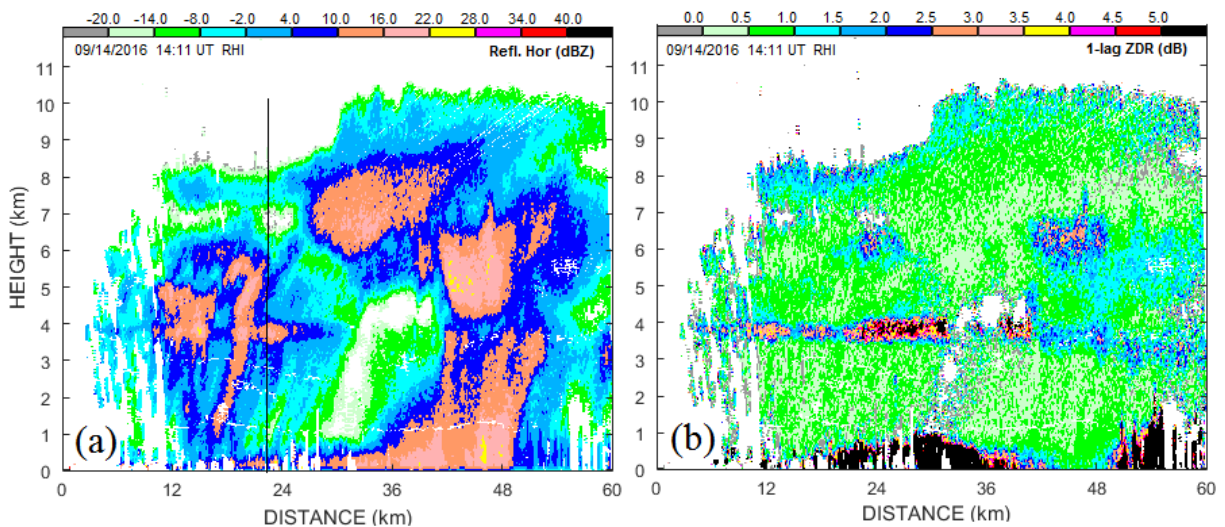 -20.0 -14.0 -8.0 -2.0 4.0 10.0 16.0 22.0 28.0 34.0 40.0
09/14/2016 14:11 UT RHI Refl. Hor (dBZ)
11
10
9
8
7
6
5
4
3
2
1
0
HEIGHT (km)
(a)
0 12 24 36 48 60
DISTANCE (km)
0.0 0.5 1.0 1.5 2.0 2.5 3.0 3.5 4.0 4.5 5.0
09/14/2016 14:11 UT RHI 1-lag ZDR (dB)
11
10
9
8
7
6
5
4
3
2
1
0
(b)
0 12 24 36 48 60
DISTANCE (km)